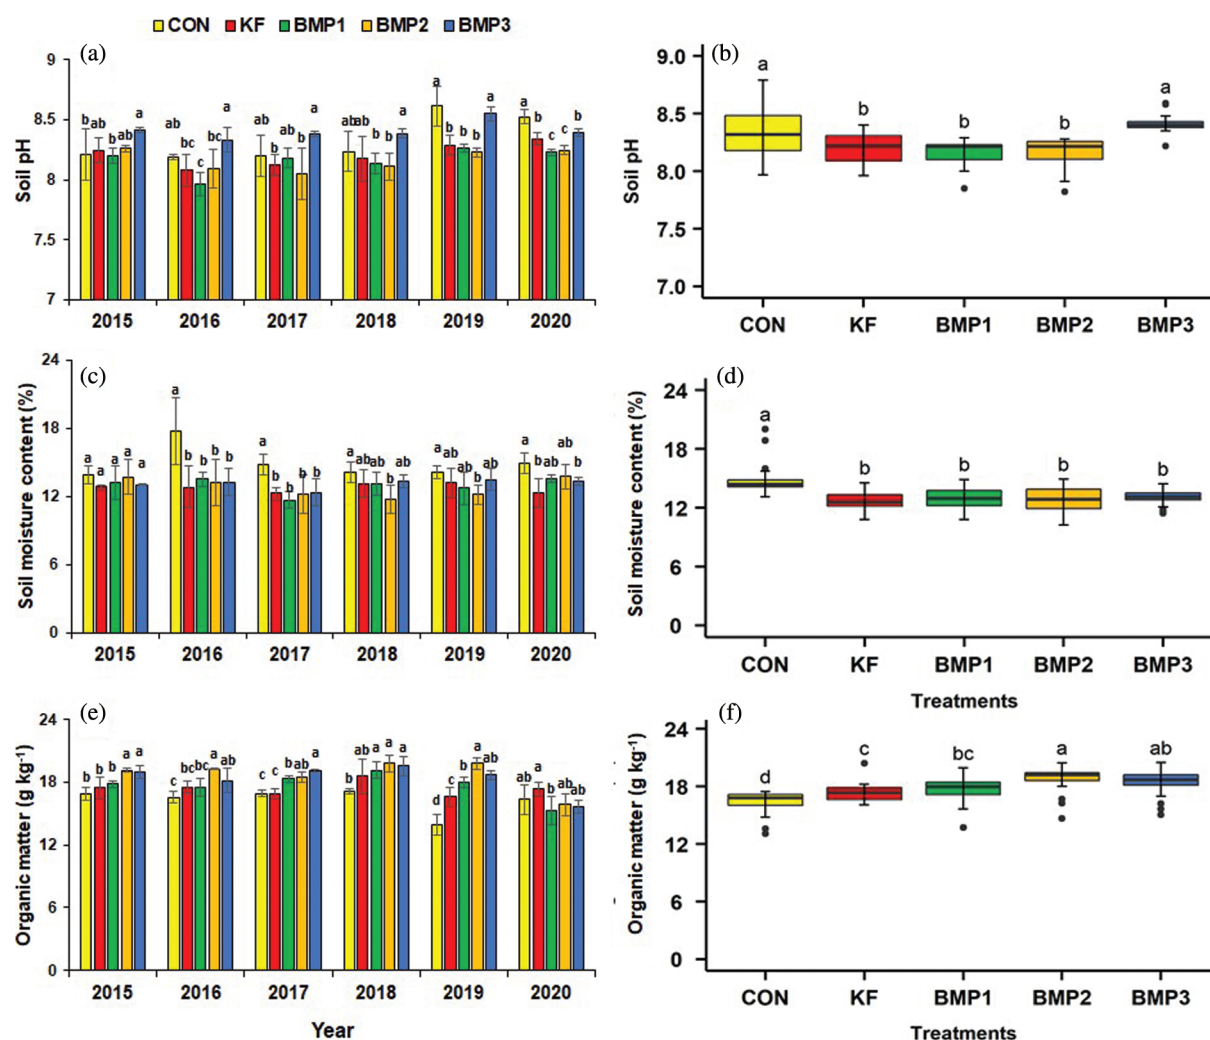 CON KF BMP1 BMP2 BMP3
(a)
Soil pH
9
8.5
8
7.5
7
b ab b ab a
ab bc c bc a
ab ab ab b a
ab ab b b a
a b b b a
a b c c b
2015 2016 2017 2018 2019 2020
(b)
Soil pH
9.0
8.5
8.0
7.5
7.0
a b b b a
CON KF BMP1 BMP2 BMP3
(c)
Soil moisture content (%)
24
18
12
6
0
a a a a a
a b b b b
a b b b b
a ab ab b ab
a ab ab b ab
a b ab ab b
2015 2016 2017 2018 2019 2020
(d)
Soil moisture content (%)
24
18
12
6
0
a b b b b
CON KF BMP1 BMP2 BMP3
Treatments
(e)
Organic matter (g kg-1)
24
18
12
6
0
b b b a a
c bc bc a ab
c c b ab a
b a a a a
d c b a ab
ab a b ab ab
2015 2016 2017 2018 2019 2020
Year
(f)
Organic matter (g kg-1)
24
18
12
6
0
d c bc a ab
CON KF BMP1 BMP2 BMP3
Treatments